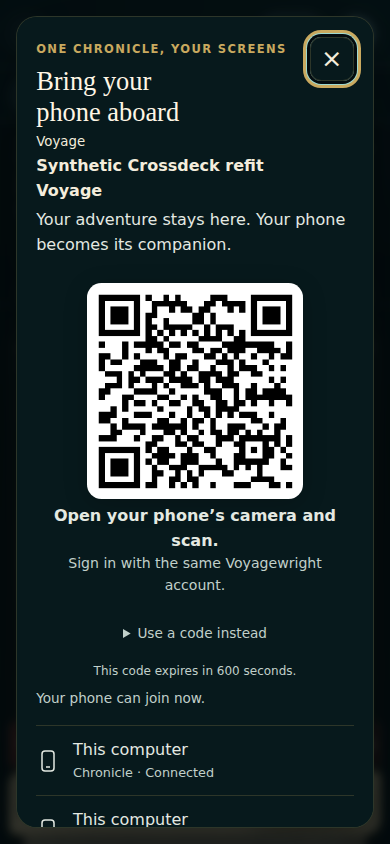 ONE CHRONICLE, YOUR SCREENS
Bring your
phone aboard
Voyage
Synthetic Crossdeck refit
Voyage
Your adventure stays here. Your phone
becomes its companion.
Open your phone’s camera and
scan.
Sign in with the same Voyagewright
account.
Use a code instead
This code expires in 600 seconds.
Your phone can join now.
This computer
Chronicle · Connected
This computer